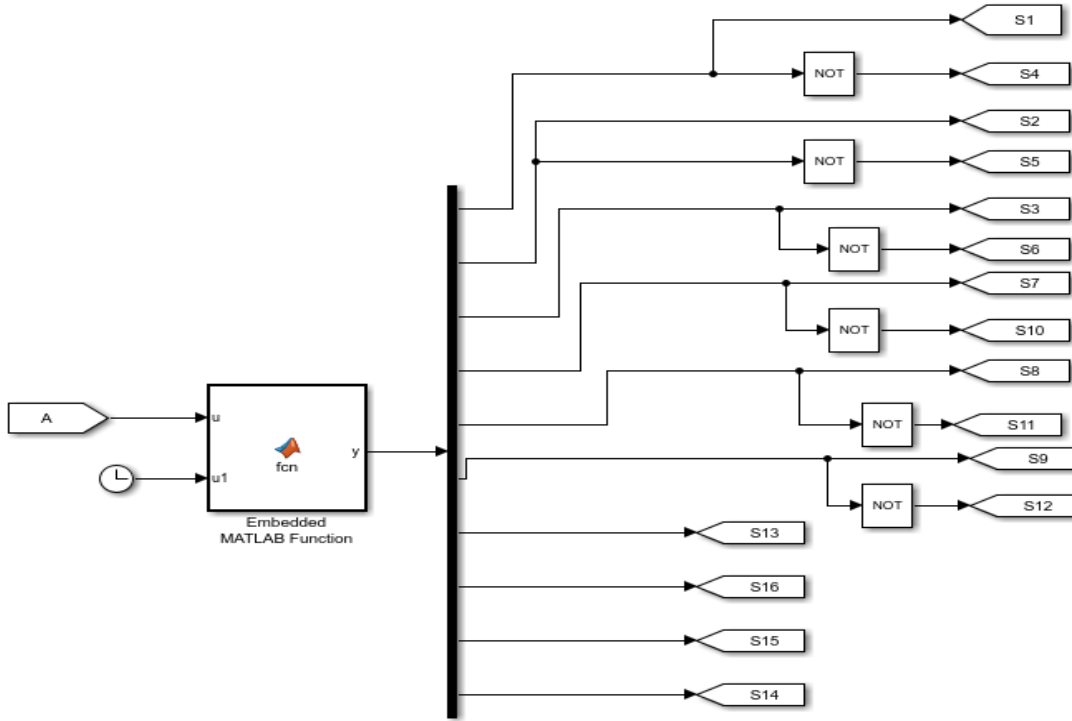 S1
NOT
S4
S2
NOT
S5
S3
NOT
S6
S7
NOT
S10
S8
A
u
NOT
S11
fcn
y
S9
u1
NOT
S12
Embedded
MATLAB Function
S13
S16
S15
S14